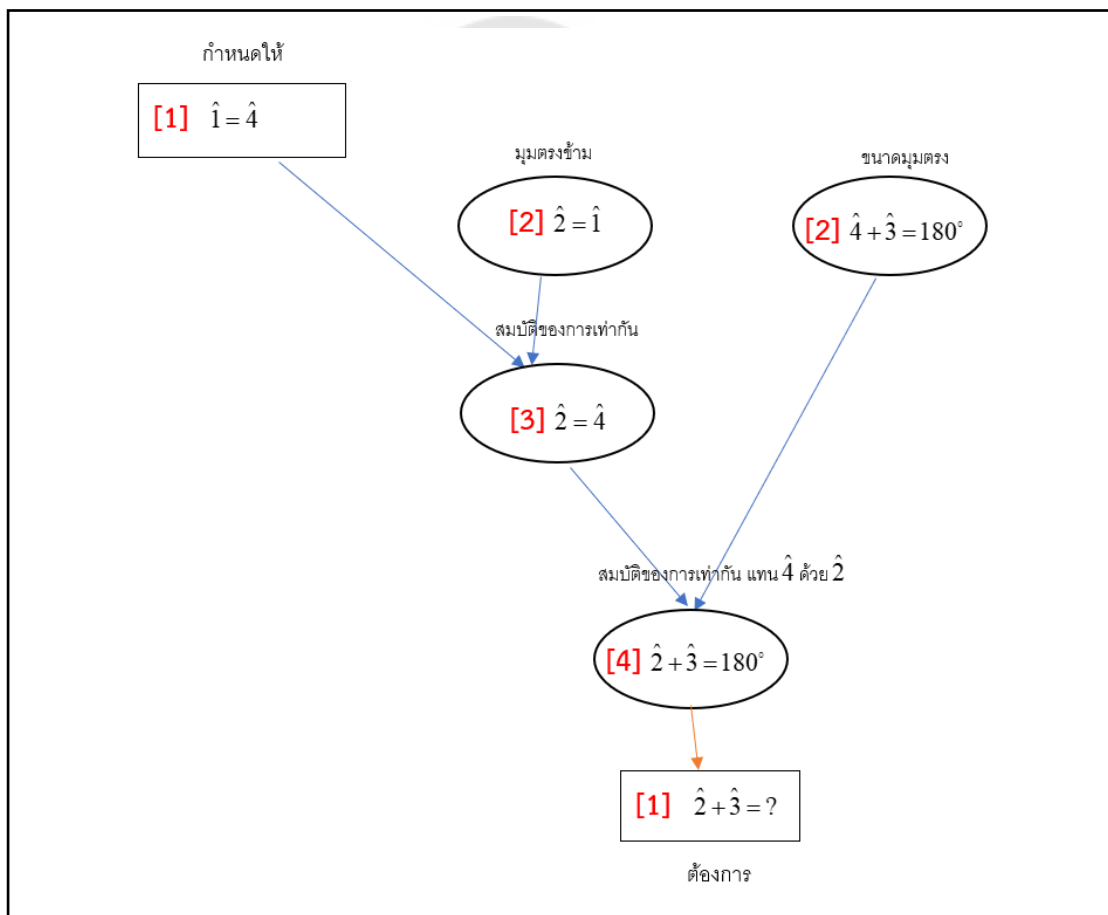 กำหนดให้
[1] 1̂ = 4̂
มุมตรงข้าม
ขนาดมุมตรง
[2] 2̂ = 1̂
[2] 4̂ + 3̂ = 180°
สมบัติของการเท่ากัน
[3] 2̂ = 4̂
สมบัติของการเท่ากัน แทน 4̂ ด้วย 2̂
[4] 2̂ + 3̂ = 180°
[1] 2̂ + 3̂ = ?
ต้องการ